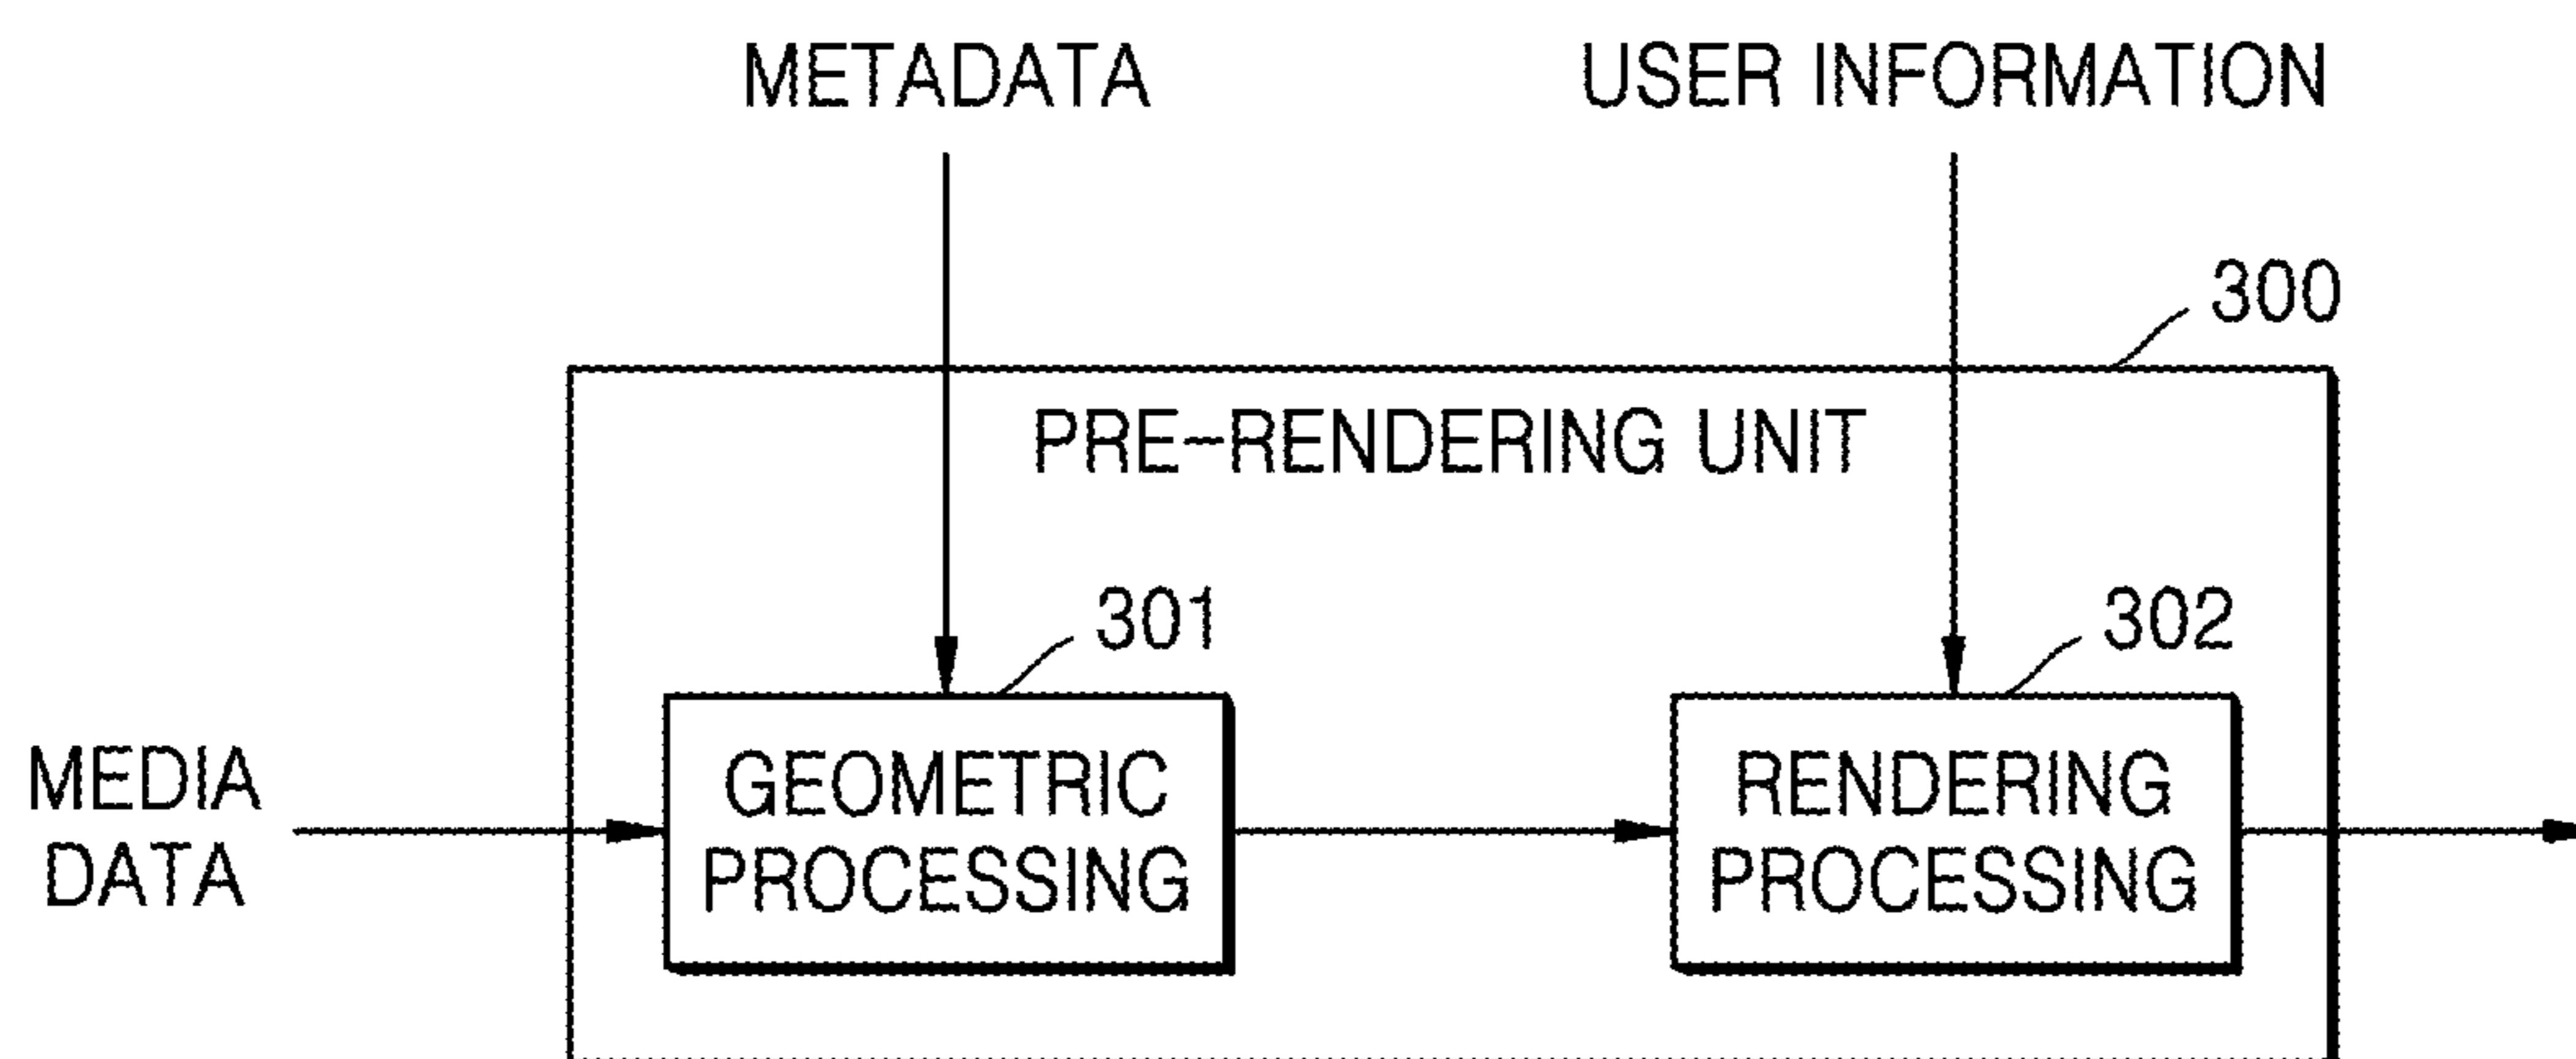 METADATA
USER INFORMATION
300
PRE-RENDERING UNIT
301
302
MEDIA
DATA
GEOMETRIC
PROCESSING
RENDERING
PROCESSING